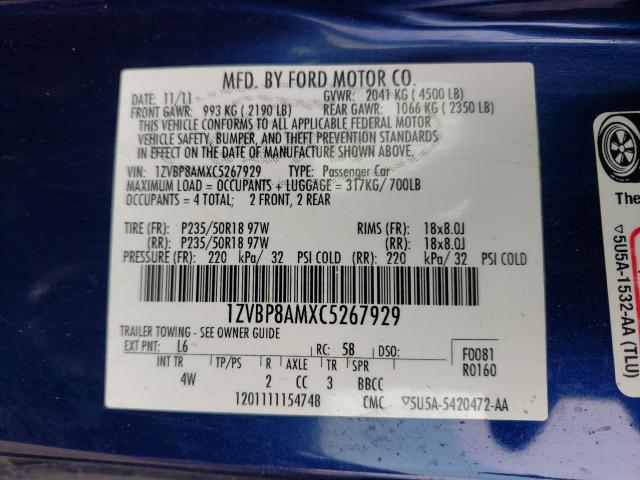 MFD. BY FORD MOTOR CO.
DATE: 11/11 GVWR: 2041 KG ( 4500 LB)
FRONT GAWR: 993 KG ( 2190 LB) REAR GAWR: 1066 KG ( 2350 LB)
THIS VEHICLE CONFORMS TO ALL APPLICABLE FEDERAL MOTOR
VEHICLE SAFETY, BUMPER, AND THEFT PREVENTION STANDARDS
IN EFFECT ON THE DATE OF MANUFACTURE SHOWN ABOVE.
VIN: 1ZVBP8AMXC5267929 TYPE: Passenger Car
MAXIMUM LOAD = OCCUPANTS + LUGGAGE = 317KG/ 700LB
OCCUPANTS = 4 TOTAL; 2 FRONT, 2 REAR
TIRE (FR): P235/50R18 97W RIMS (FR): 18x8.0J
(RR): P235/50R18 97W (RR): 18x8.0J
PRESSURE (FR): 220 kPa/ 32 PSI COLD (RR): 220 kPa/ 32 PSI COLD
1ZVBP8AMXC5267929
TRAILER TOWING - SEE OWNER GUIDE
EXT PNT: L6 RC: 58 DSO: F0081
INT TR TP/PS R AXLE TR SPR R0160
4W 2 CC 3 BBCC
1201111154748 CMC ▽5U5A-5420472-AA
The
▽5U5A-1532-AA (TLU)